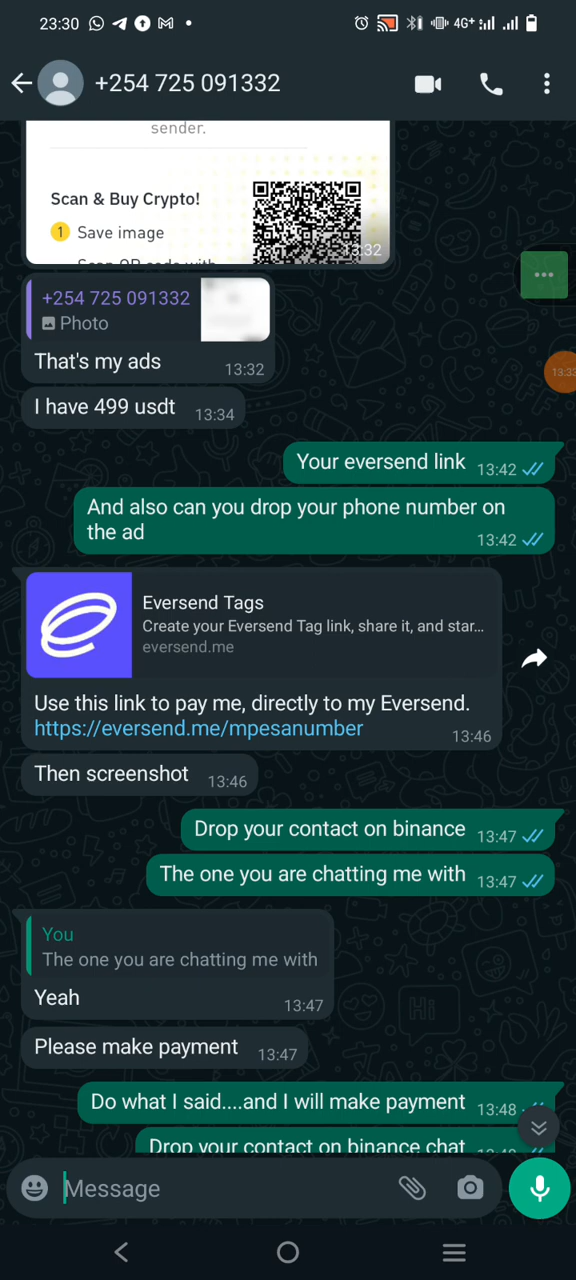 23:30
4G+
+254 725 091332
sender.
Scan & Buy Crypto!
1 Save image
13:32
+254 725 091332
Photo
That's my ads 13:32
I have 499 usdt 13:34
13:33
Your eversend link 13:42
And also can you drop your phone number on
the ad 13:42
Eversend Tags
Create your Eversend Tag link, share it, and star...
eversend.me
Use this link to pay me, directly to my Eversend.
https://eversend.me/mpesanumber 13:46
Then screenshot 13:46
Drop your contact on binance 13:47
The one you are chatting me with 13:47
You
The one you are chatting me with
Yeah 13:47
Please make payment 13:47
Do what I said....and I will make payment 13:48
Drop your contact on binance chat
Message